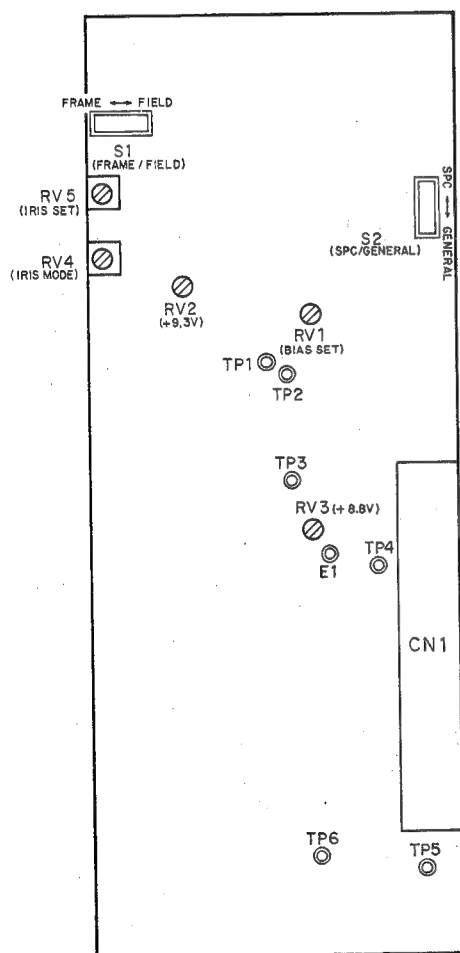 FRAME ↔ FIELD
S1
(FRAME/FIELD)
RV5
(IRIS SET)
SPC ↔ GENERAL
S2
(SPC/GENERAL)
RV4
(IRIS MODE)
RV2
(+9.3V)
RV1
(BIAS SET)
TP1
TP2
TP3
RV3 (+8.8V)
E1
TP4
CN1
TP6
TP5